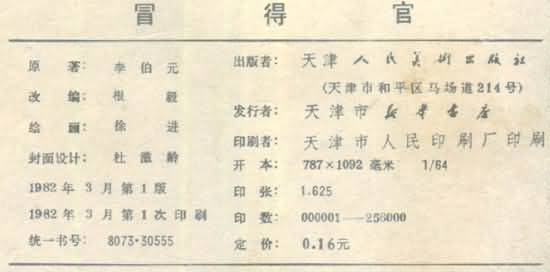 冒得官
原著：李伯元
改编：根毅
绘画：徐进
封面设计：杜滋龄
1982年3月第1版
1982年3月第1次印刷
统一书号：8073·30555
出版者：天津人民美术出版社
(天津市和平区马场道214号)
发行者：天津市新华书店
印刷者：天津市人民印刷厂印刷
开本：787×1092毫米 1/64
印张：1.625
印数：000001—256000
定价：0.16元